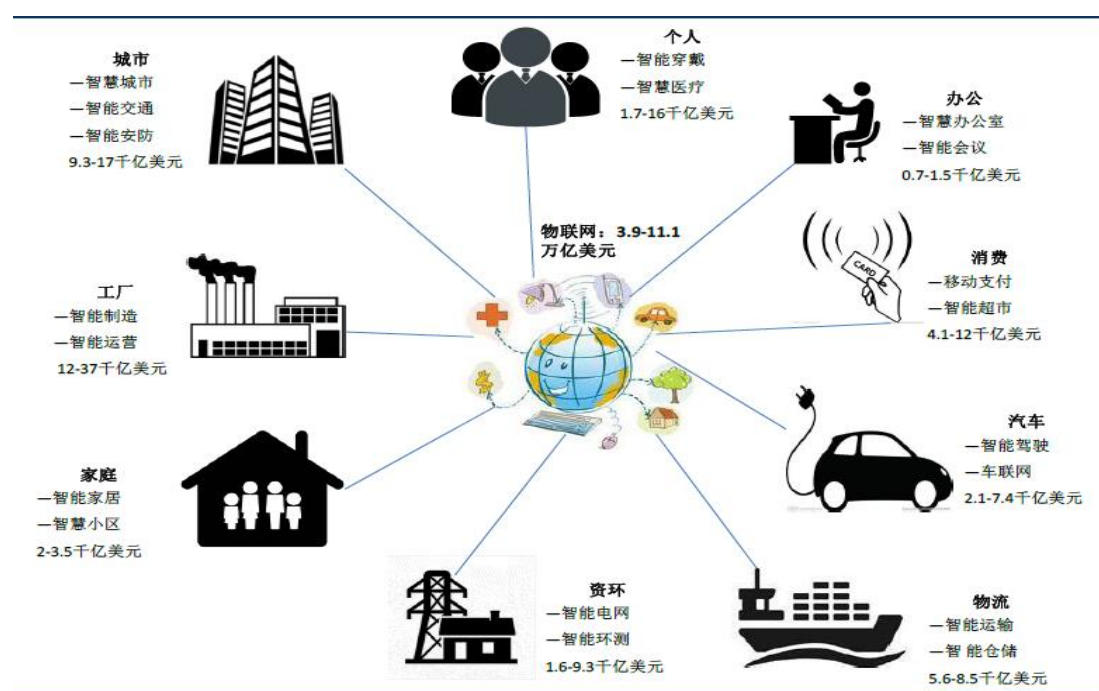 城市
—智慧城市
—智能交通
—智能安防
9.3-17千亿美元
个人
—智能穿戴
—智慧医疗
1.7-16千亿美元
办公
—智慧办公室
—智能会议
0.7-1.5千亿美元
物联网：3.9-11.1
万亿美元
工厂
—智能制造
—智能运营
12-37千亿美元
CARD
消费
—移动支付
—智能超市
4.1-12千亿美元
家庭
—智能家居
—智慧小区
2-3.5千亿美元
汽车
—智能驾驶
—车联网
2.1-7.4千亿美元
资环
—智能电网
—智能环测
1.6-9.3千亿美元
物流
—智能运输
—智 能仓储
5.6-8.5千亿美元